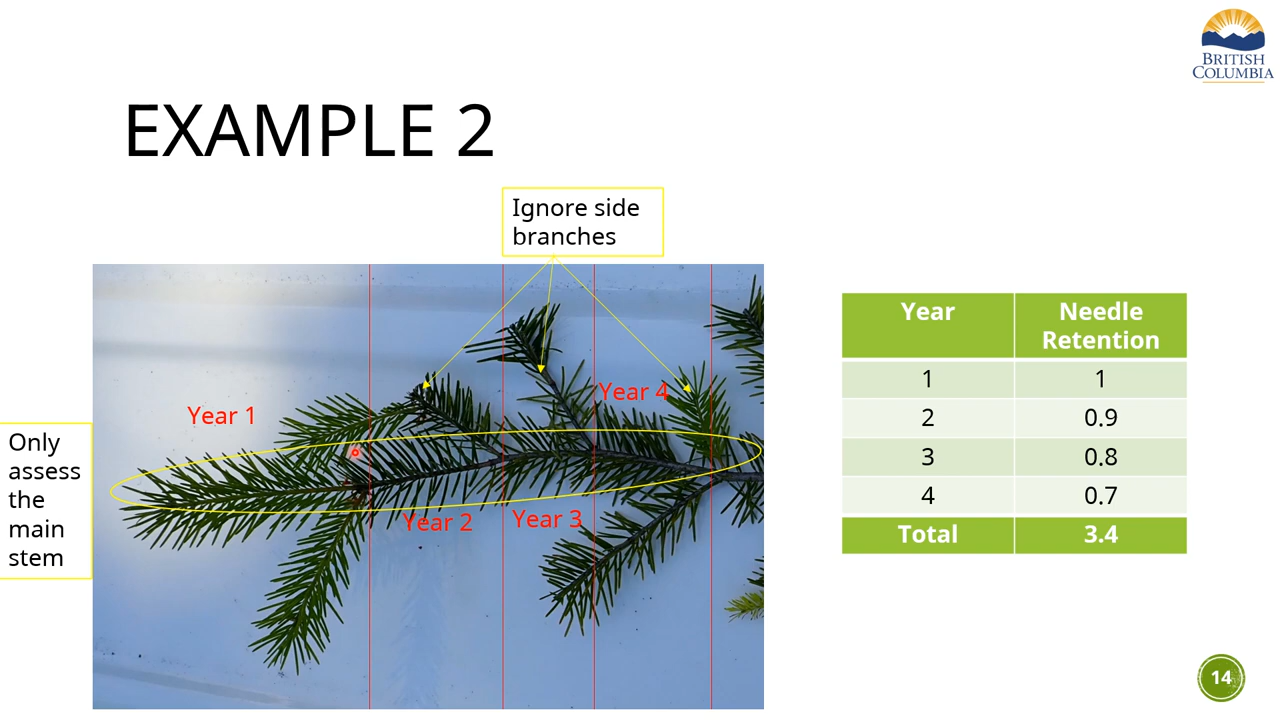 BRITISH
COLUMBIA
EXAMPLE 2
Ignore side
branches
Only
assess
the
main
stem
Year 1
Year 2
Year 3
Year 4
Year Needle Retention
1 1
2 0.9
3 0.8
4 0.7
Total 3.4
14